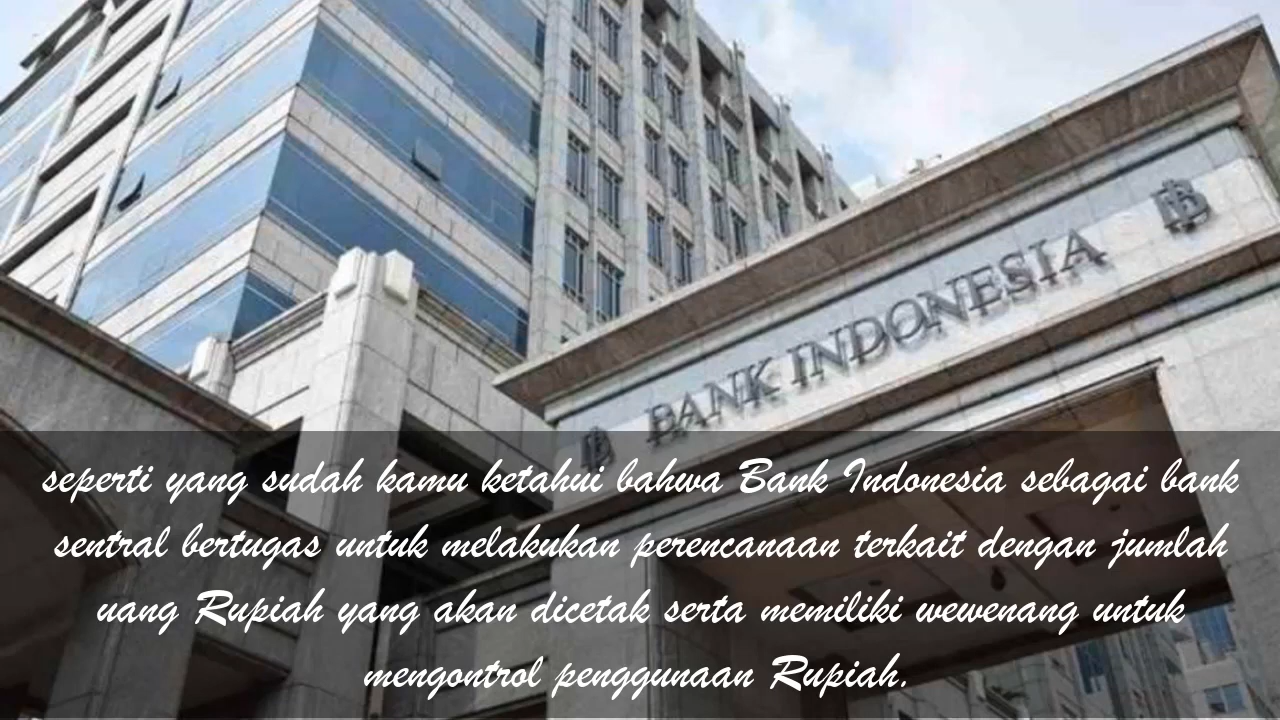 BANK INDONESIA
seperti yang sudah kamu ketahui bahwa Bank Indonesia sebagai bank
sentral bertugas untuk melakukan perencanaan terkait dengan jumlah
uang Rupiah yang akan dicetak serta memiliki wewenang untuk
mengontrol penggunaan Rupiah.